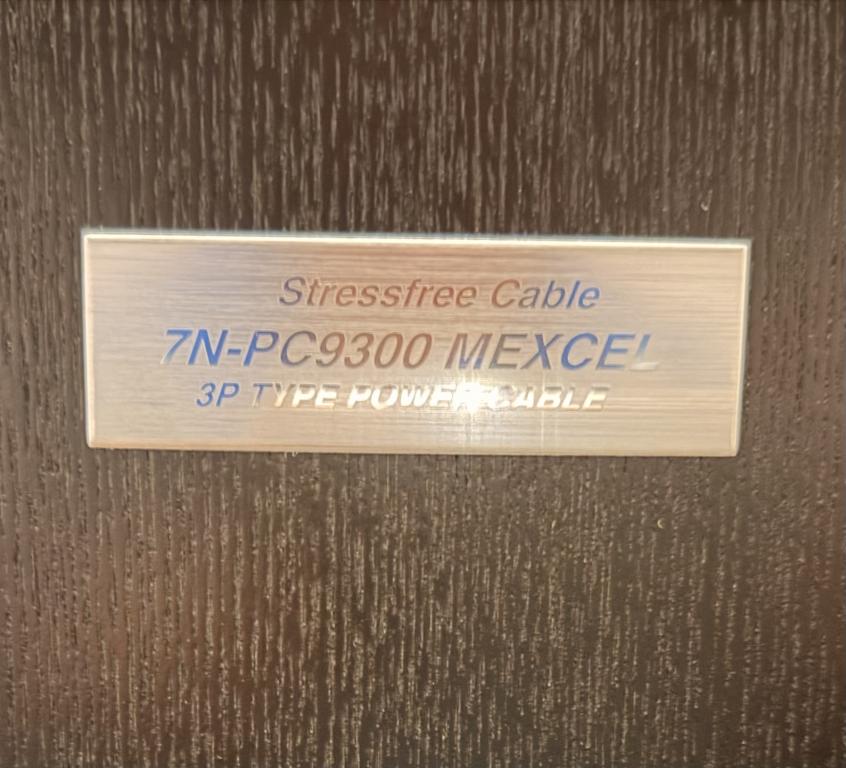 Stressfree Cable
7N-PC9300 MEXCEL
3P TYPE POWER CABLE